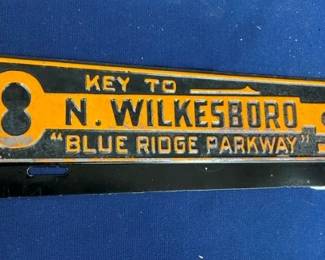 KEY TO
N. WILKESBORO
"BLUE RIDGE PARKWAY"